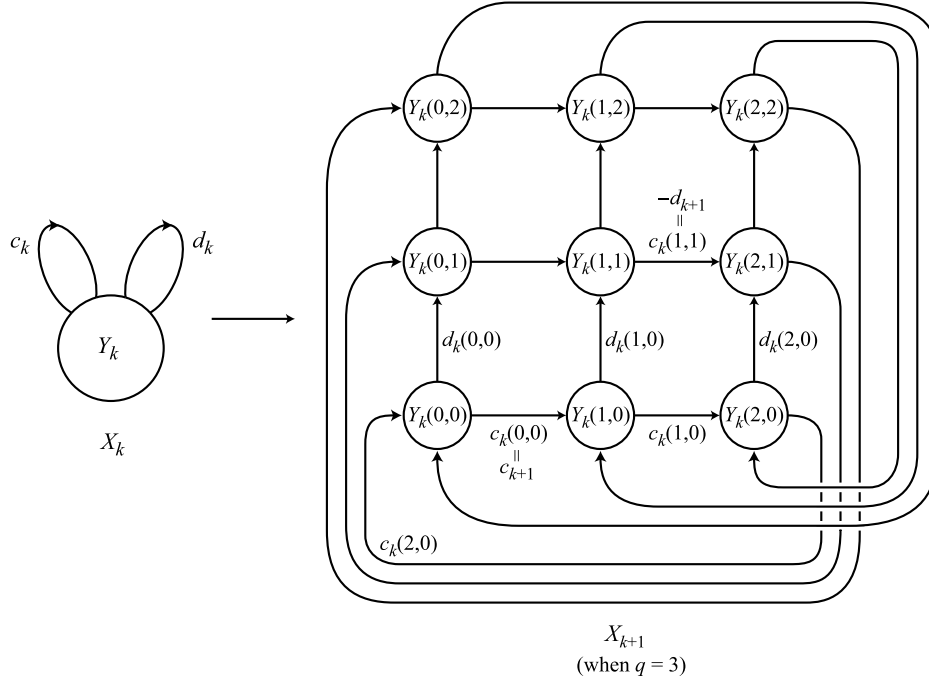 Y_k(0,2) Y_k(1,2) Y_k(2,2)
−d_{k+1}
=
c_k d_k c_k(1,1)
Y_k(0,1) Y_k(1,1) Y_k(2,1)
Y_k d_k(0,0) d_k(1,0) d_k(2,0)
Y_k(0,0) Y_k(1,0) Y_k(2,0)
X_k
c_k(0,0) c_k(1,0)
=
c_{k+1}
c_k(2,0)
X_{k+1}
(when q = 3)